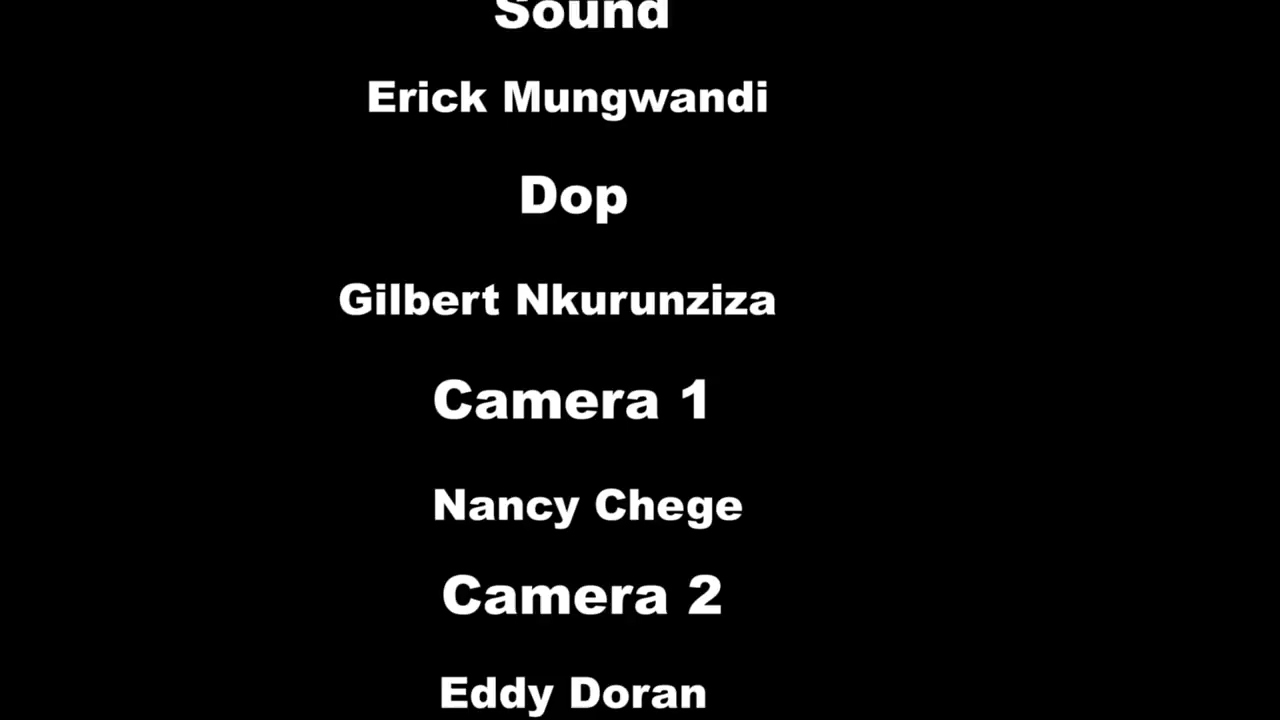 Sound
Erick Mungwandi
Dop
Gilbert Nkurunziza
Camera 1
Nancy Chege
Camera 2
Eddy Doran